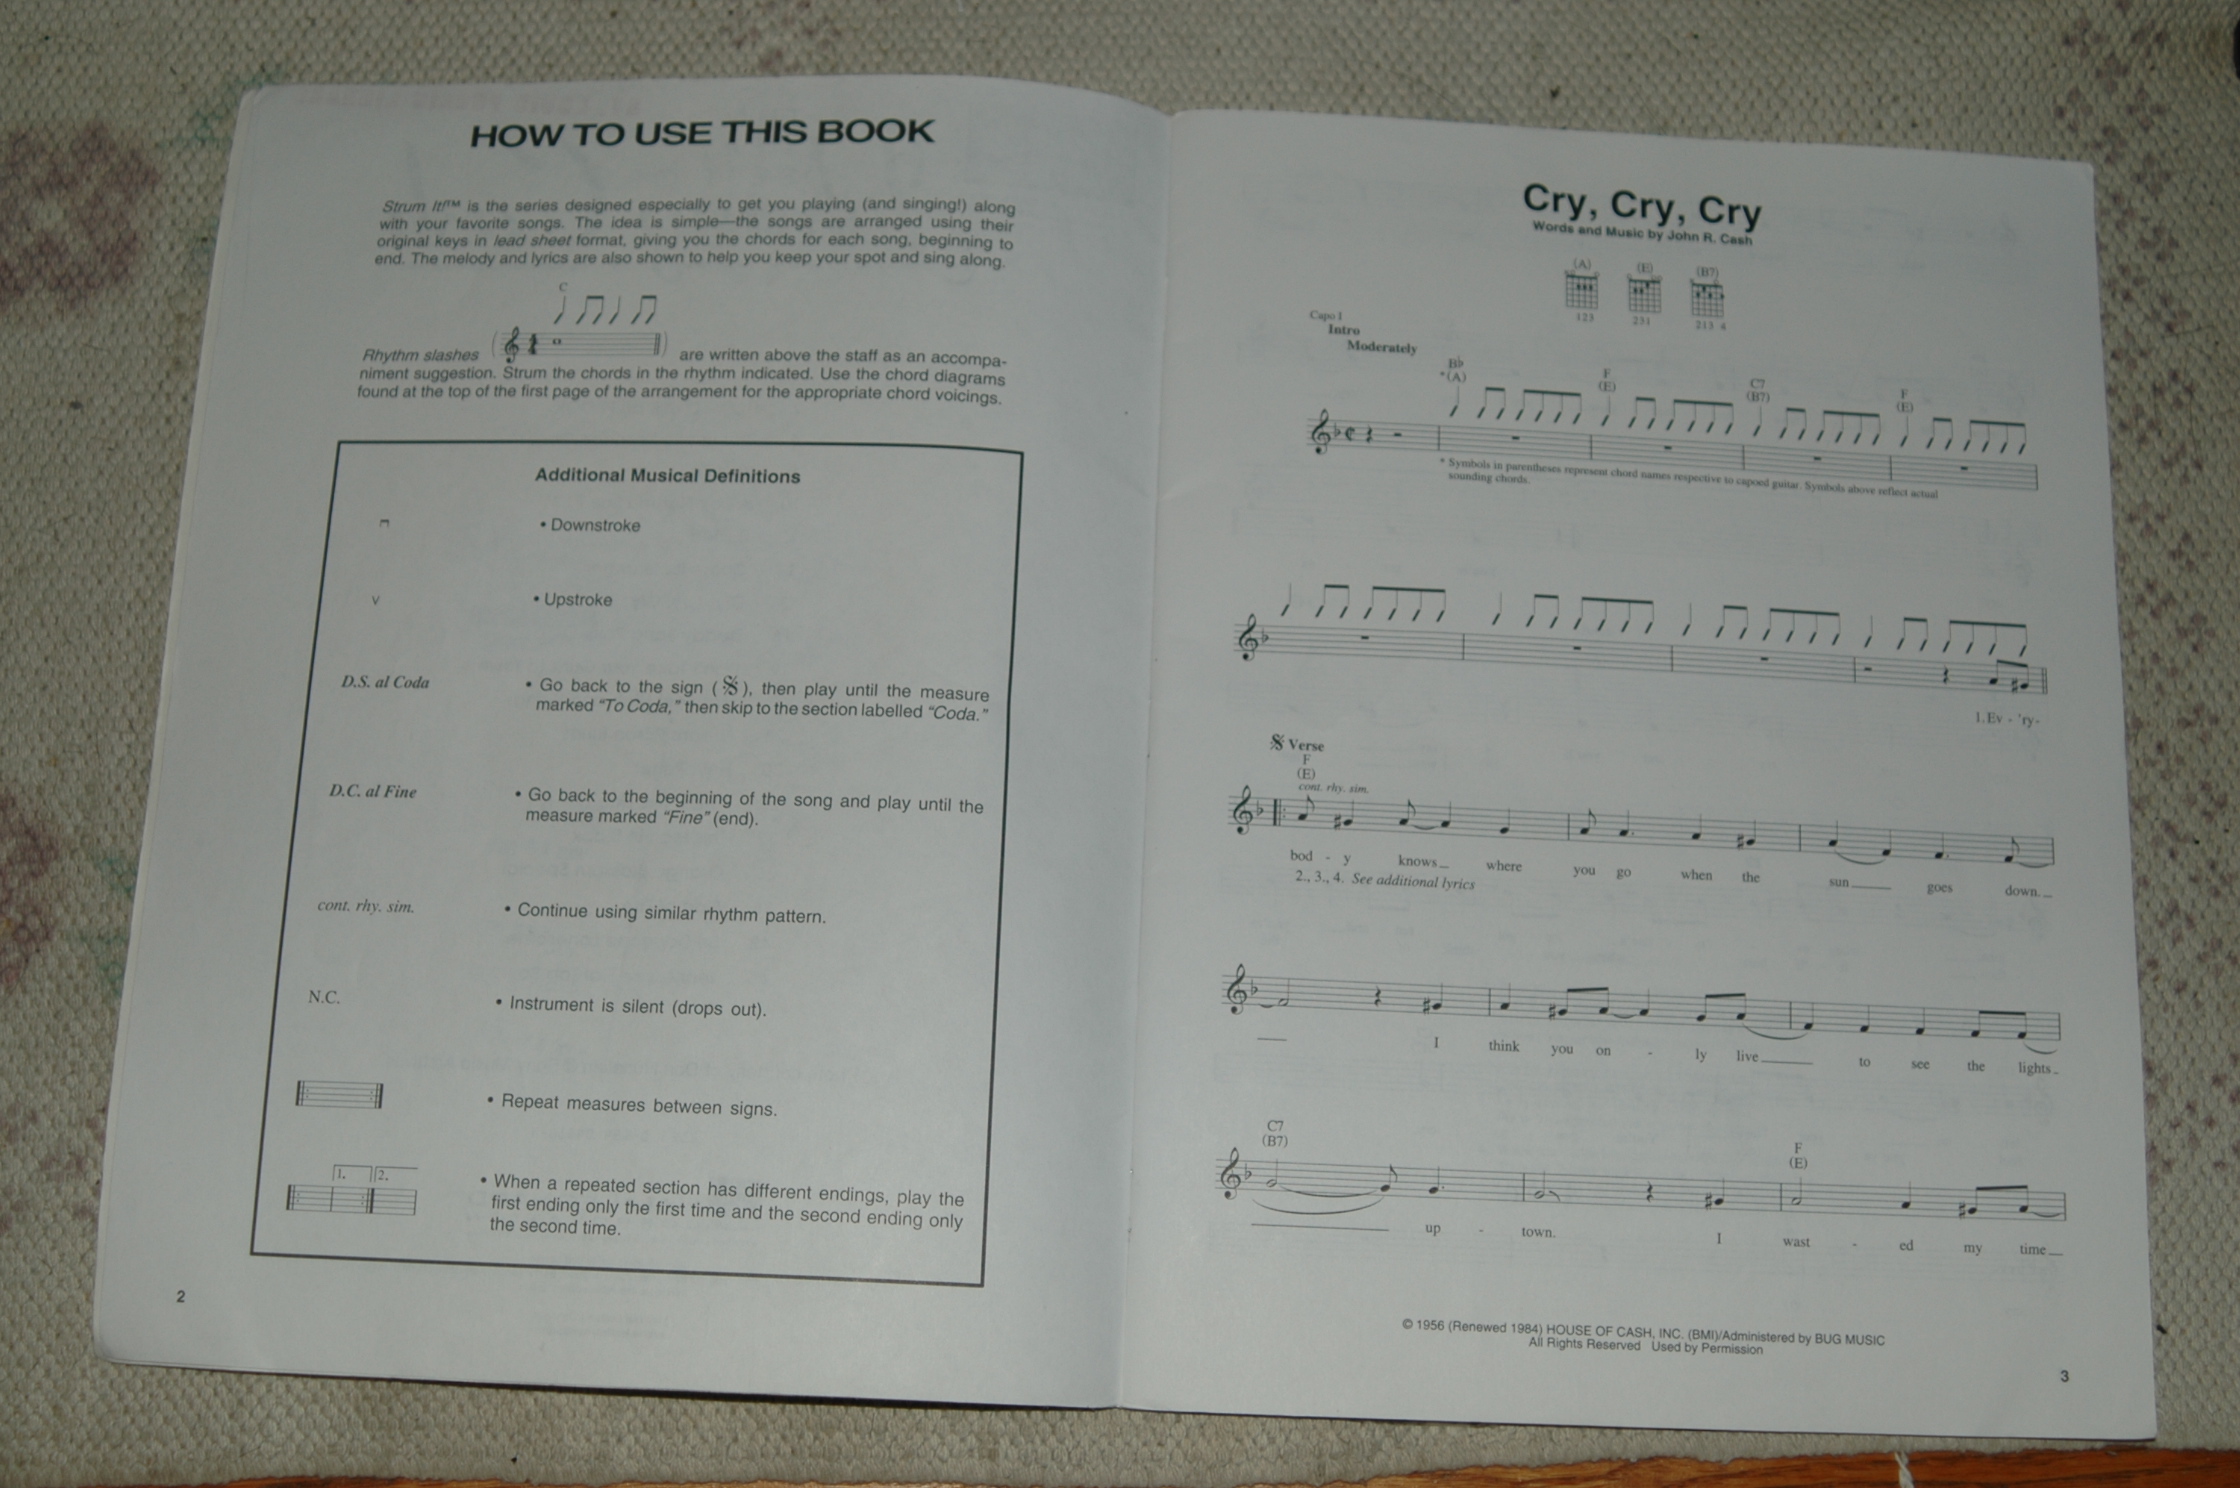 HOW TO USE THIS BOOK
Strum It!™ is the series designed especially to get you playing (and singing!) along
with your favorite songs. The idea is simple—the songs are arranged using their
original keys in lead sheet format, giving you the chords for each song, beginning to
end. The melody and lyrics are also shown to help you keep your spot and sing along.
C
Rhythm slashes ( ) are written above the staff as an accompa-
niment suggestion. Strum the chords in the rhythm indicated. Use the chord diagrams
found at the top of the first page of the arrangement for the appropriate chord voicings.
Additional Musical Definitions
• Downstroke
V • Upstroke
D.S. al Coda • Go back to the sign ( 𝄋 ), then play until the measure
marked “To Coda,” then skip to the section labelled “Coda.”
D.C. al Fine • Go back to the beginning of the song and play until the
measure marked “Fine” (end).
cont. rhy. sim. • Continue using similar rhythm pattern.
N.C. • Instrument is silent (drops out).
• Repeat measures between signs.
1. 2.
• When a repeated section has different endings, play the
first ending only the first time and the second ending only
the second time.
2
Cry, Cry, Cry
Words and Music by John R. Cash
(A) (E) (B7)
123 231 213 4
Capo I
Intro
Moderately
B♭ F C7 F
*(A) (E) (B7) (E)
* Symbols in parentheses represent chord names respective to capoed guitar. Symbols above reflect actual
sounding chords.
1. Ev - 'ry-
𝄋 Verse
F
(E)
cont. rhy. sim.
bod - y knows where you go when the sun goes down.
2., 3., 4. See additional lyrics
I think you on - ly live to see the lights
C7 F
(B7) (E)
up - town. I wast - ed my time
© 1956 (Renewed 1984) HOUSE OF CASH, INC. (BMI)/Administered by BUG MUSIC
All Rights Reserved Used by Permission
3